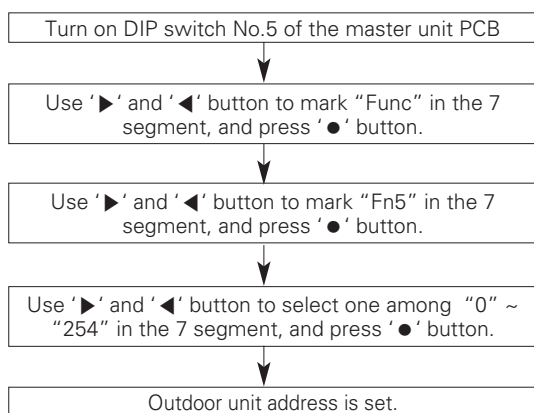 Turn on DIP switch No.5 of the master unit PCB
Use ‘▶‘ and ‘◀‘ button to mark “Func” in the 7
segment, and press ‘●‘ button.
Use ‘▶‘ and ‘◀‘ button to mark “Fn5” in the 7
segment, and press ‘●‘ button.
Use ‘▶‘ and ‘◀‘ button to select one among “0” ~
“254” in the 7 segment, and press ‘●‘ button.
Outdoor unit address is set.